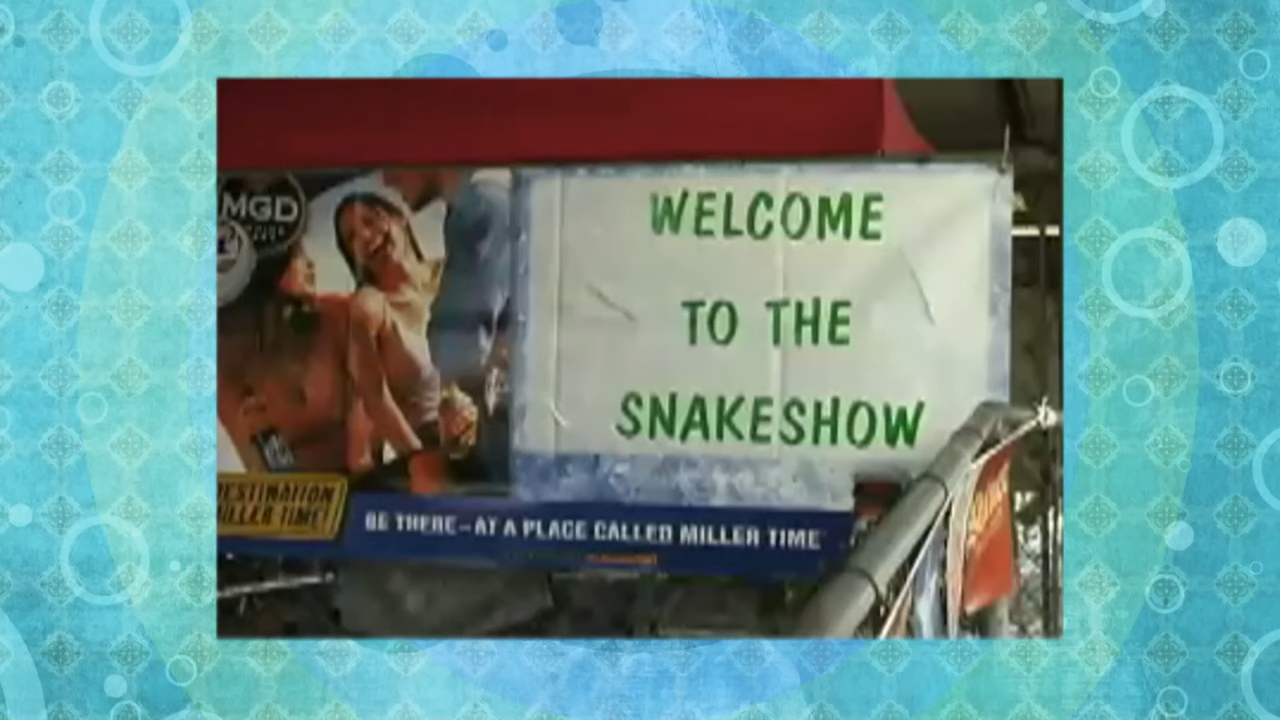 MGD
WELCOME
TO THE
SNAKESHOW
DESTINATION
MILLER TIME!
BE THERE-AT A PLACE CALLED MILLER TIME